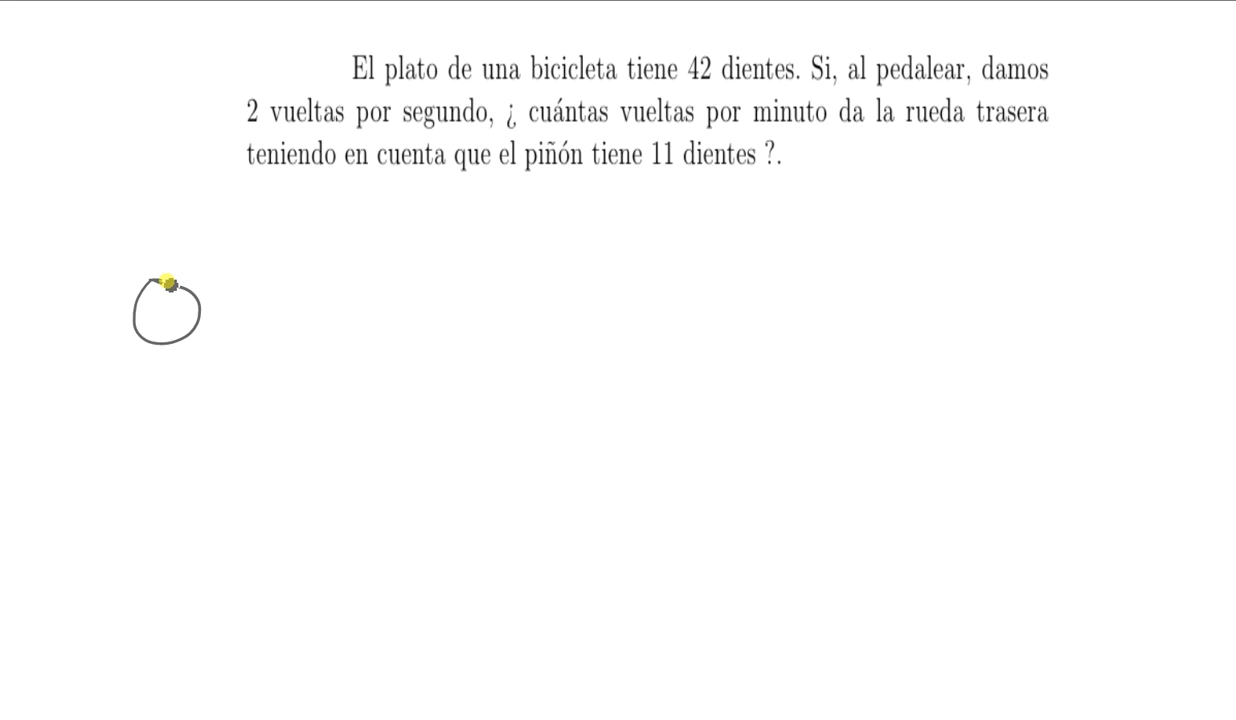 El plato de una bicicleta tiene 42 dientes. Si, al pedalear, damos
2 vueltas por segundo, ¿ cuántas vueltas por minuto da la rueda trasera
teniendo en cuenta que el piñón tiene 11 dientes ?.